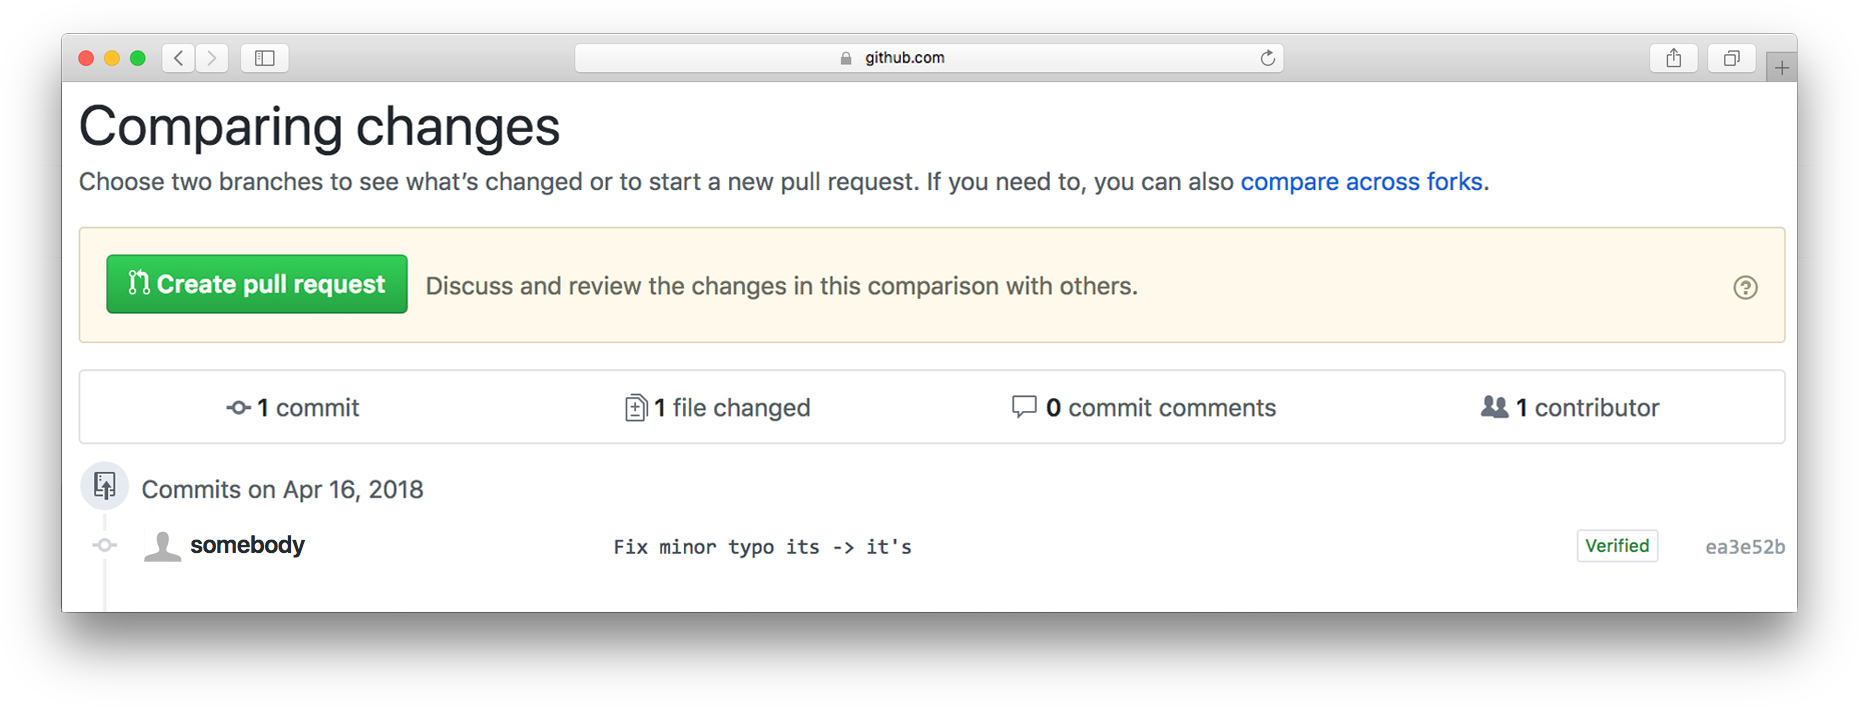 github.com
Comparing changes
Choose two branches to see what’s changed or to start a new pull request. If you need to, you can also compare across forks.
Create pull request Discuss and review the changes in this comparison with others.
1 commit 1 file changed 0 commit comments 1 contributor
Commits on Apr 16, 2018
somebody Fix minor typo its -> it's Verified ea3e52b